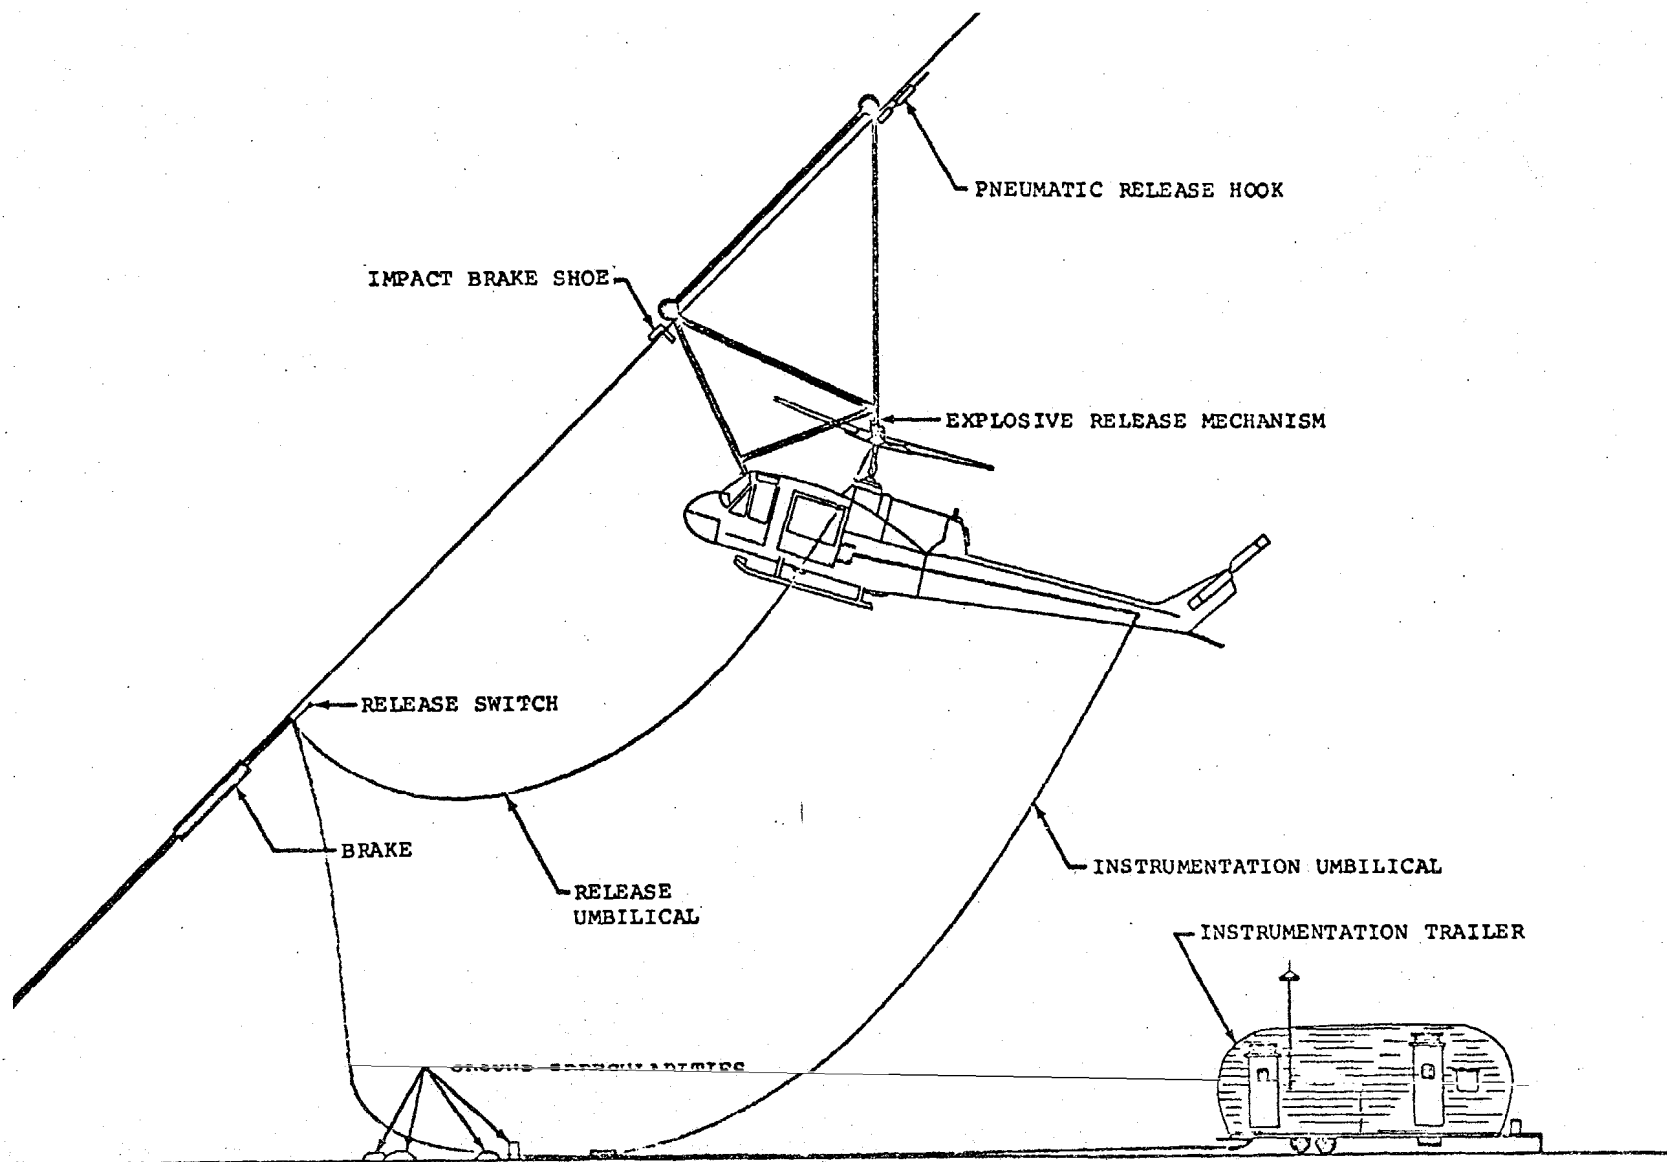 PNEUMATIC RELEASE HOOK
IMPACT BRAKE SHOE
EXPLOSIVE RELEASE MECHANISM
RELEASE SWITCH
BRAKE
RELEASE
UMBILICAL
INSTRUMENTATION UMBILICAL
INSTRUMENTATION TRAILER